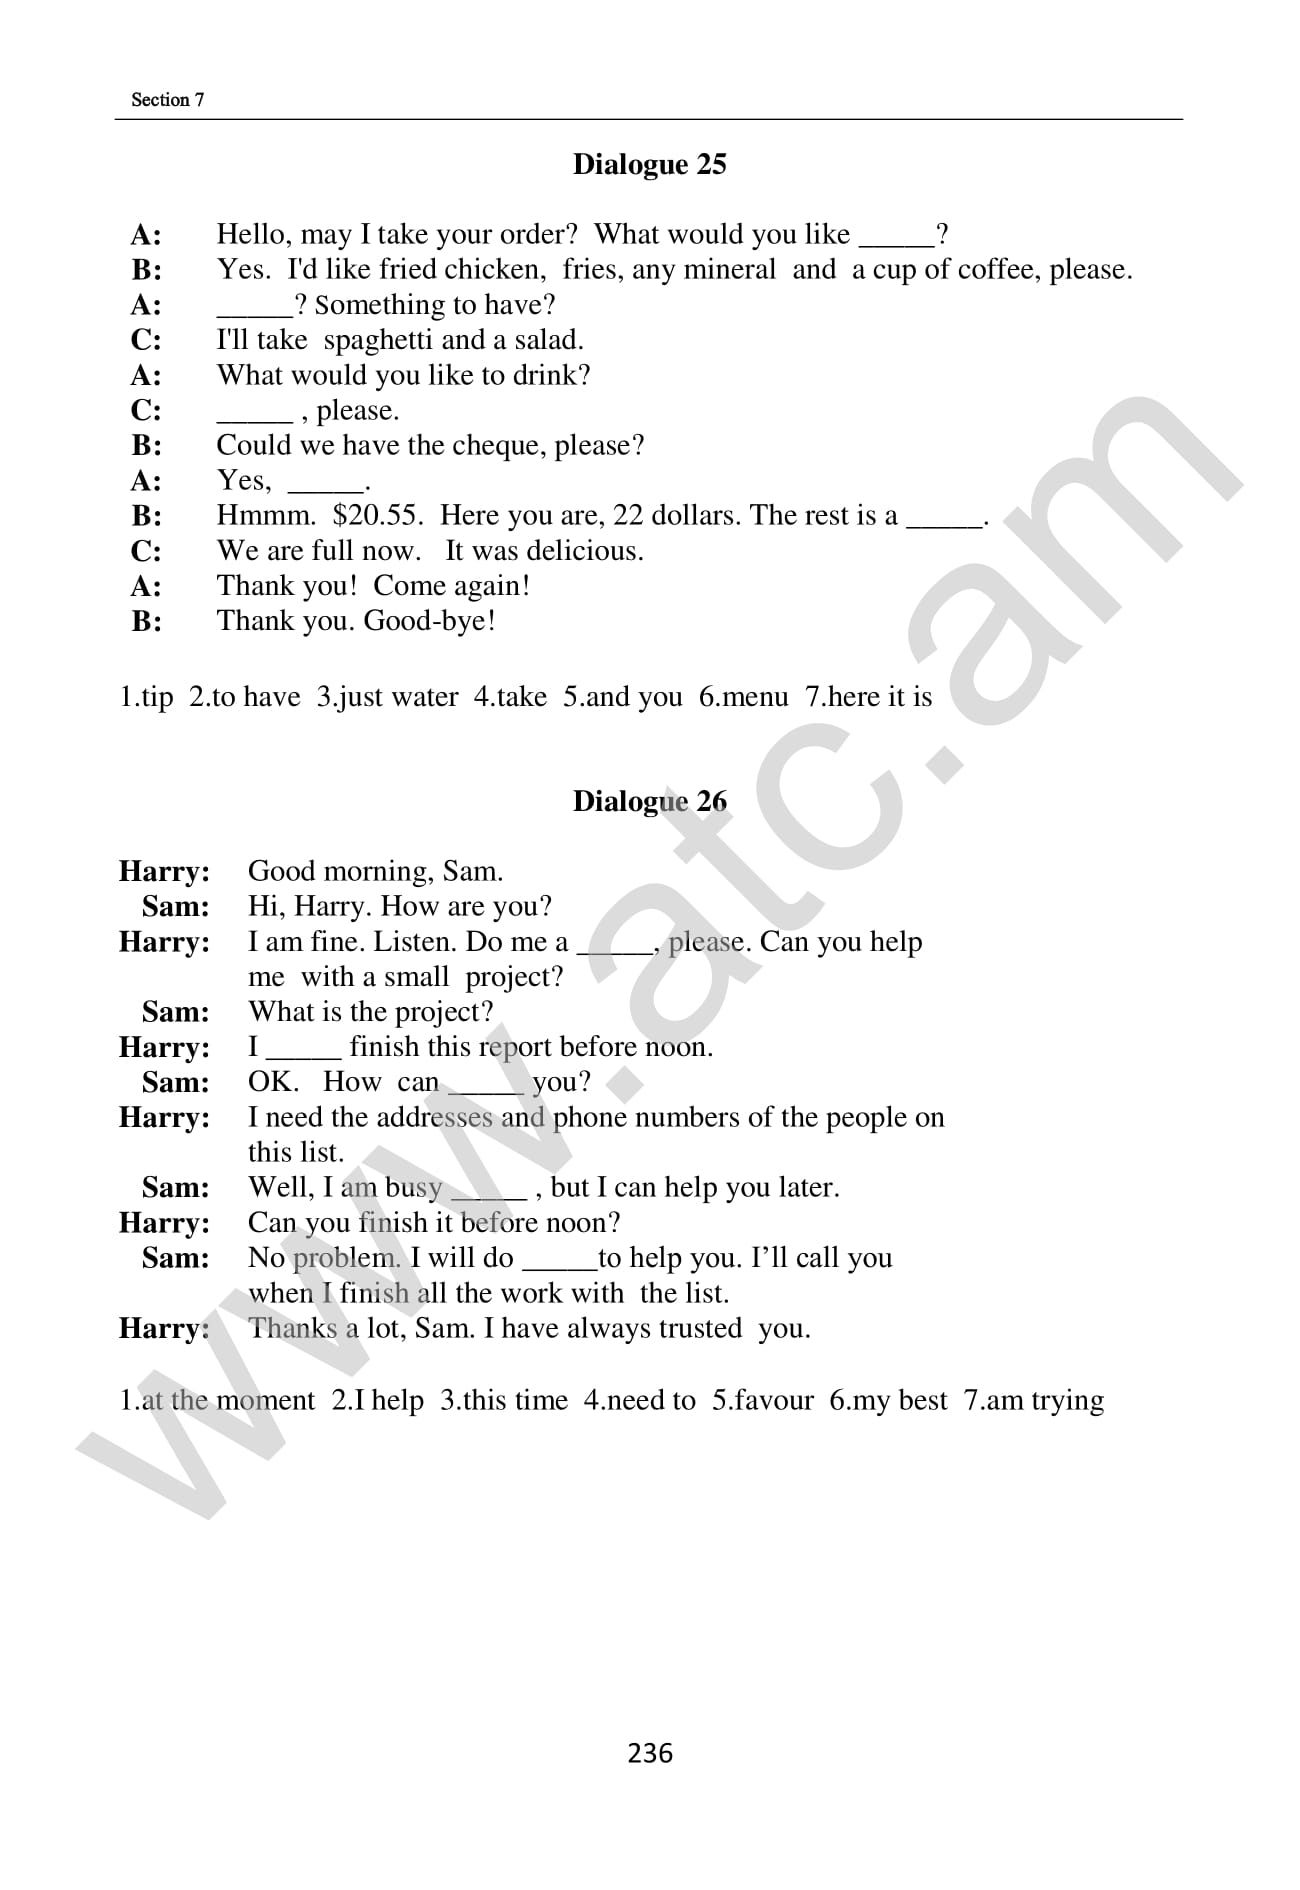 Section 7
Dialogue 25
A: Hello, may I take your order? What would you like _____?
B: Yes. I'd like fried chicken, fries, any mineral and a cup of coffee, please.
A: _____? Something to have?
C: I'll take spaghetti and a salad.
A: What would you like to drink?
C: _____ , please.
B: Could we have the cheque, please?
A: Yes, _____.
B: Hmmm. $20.55. Here you are, 22 dollars. The rest is a _____.
C: We are full now. It was delicious.
A: Thank you! Come again!
B: Thank you. Good-bye!
1.tip 2.to have 3.just water 4.take 5.and you 6.menu 7.here it is
Dialogue 26
Harry: Good morning, Sam.
Sam: Hi, Harry. How are you?
Harry: I am fine. Listen. Do me a _____, please. Can you help
me with a small project?
Sam: What is the project?
Harry: I _____ finish this report before noon.
Sam: OK. How can _____ you?
Harry: I need the addresses and phone numbers of the people on
this list.
Sam: Well, I am busy _____ , but I can help you later.
Harry: Can you finish it before noon?
Sam: No problem. I will do _____to help you. I’ll call you
when I finish all the work with the list.
Harry: Thanks a lot, Sam. I have always trusted you.
1.at the moment 2.I help 3.this time 4.need to 5.favour 6.my best 7.am trying
236
www.atc.am